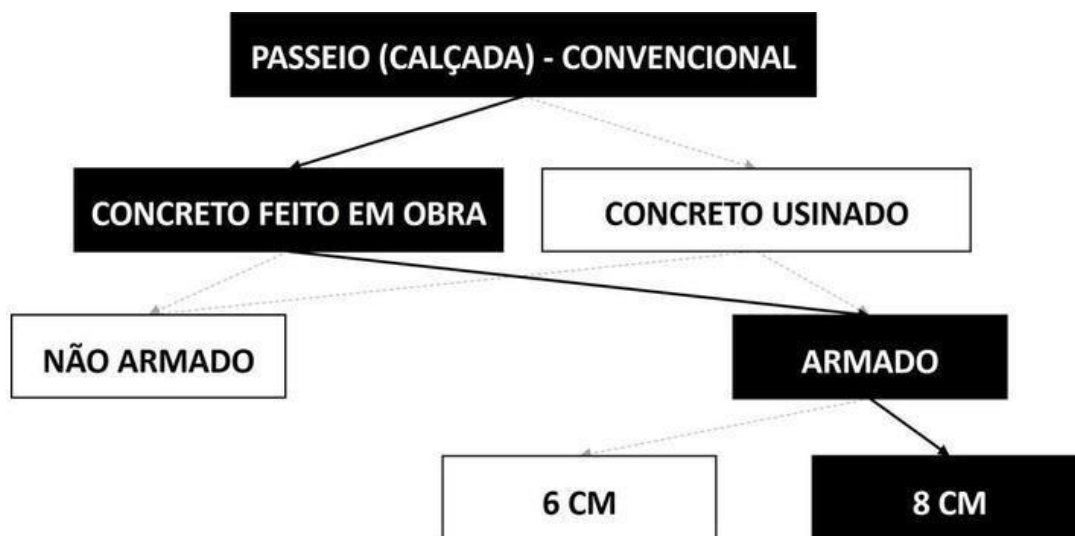 PASSEIO (CALÇADA) - CONVENCIONAL
CONCRETO FEITO EM OBRA
CONCRETO USINADO
NÃO ARMADO
ARMADO
6 CM
8 CM